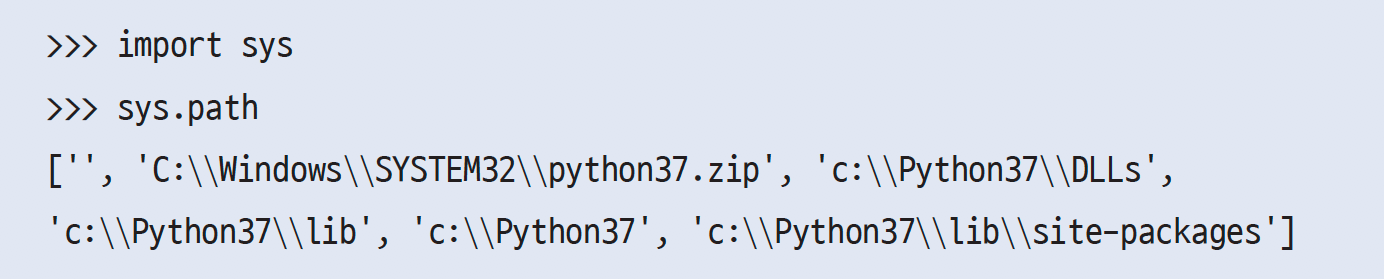 >>> import sys
>>> sys.path
['', 'C:\\Windows\\SYSTEM32\\python37.zip', 'c:\\Python37\\DLLs',
'c:\\Python37\\lib', 'c:\\Python37', 'c:\\Python37\\lib\\site-packages']